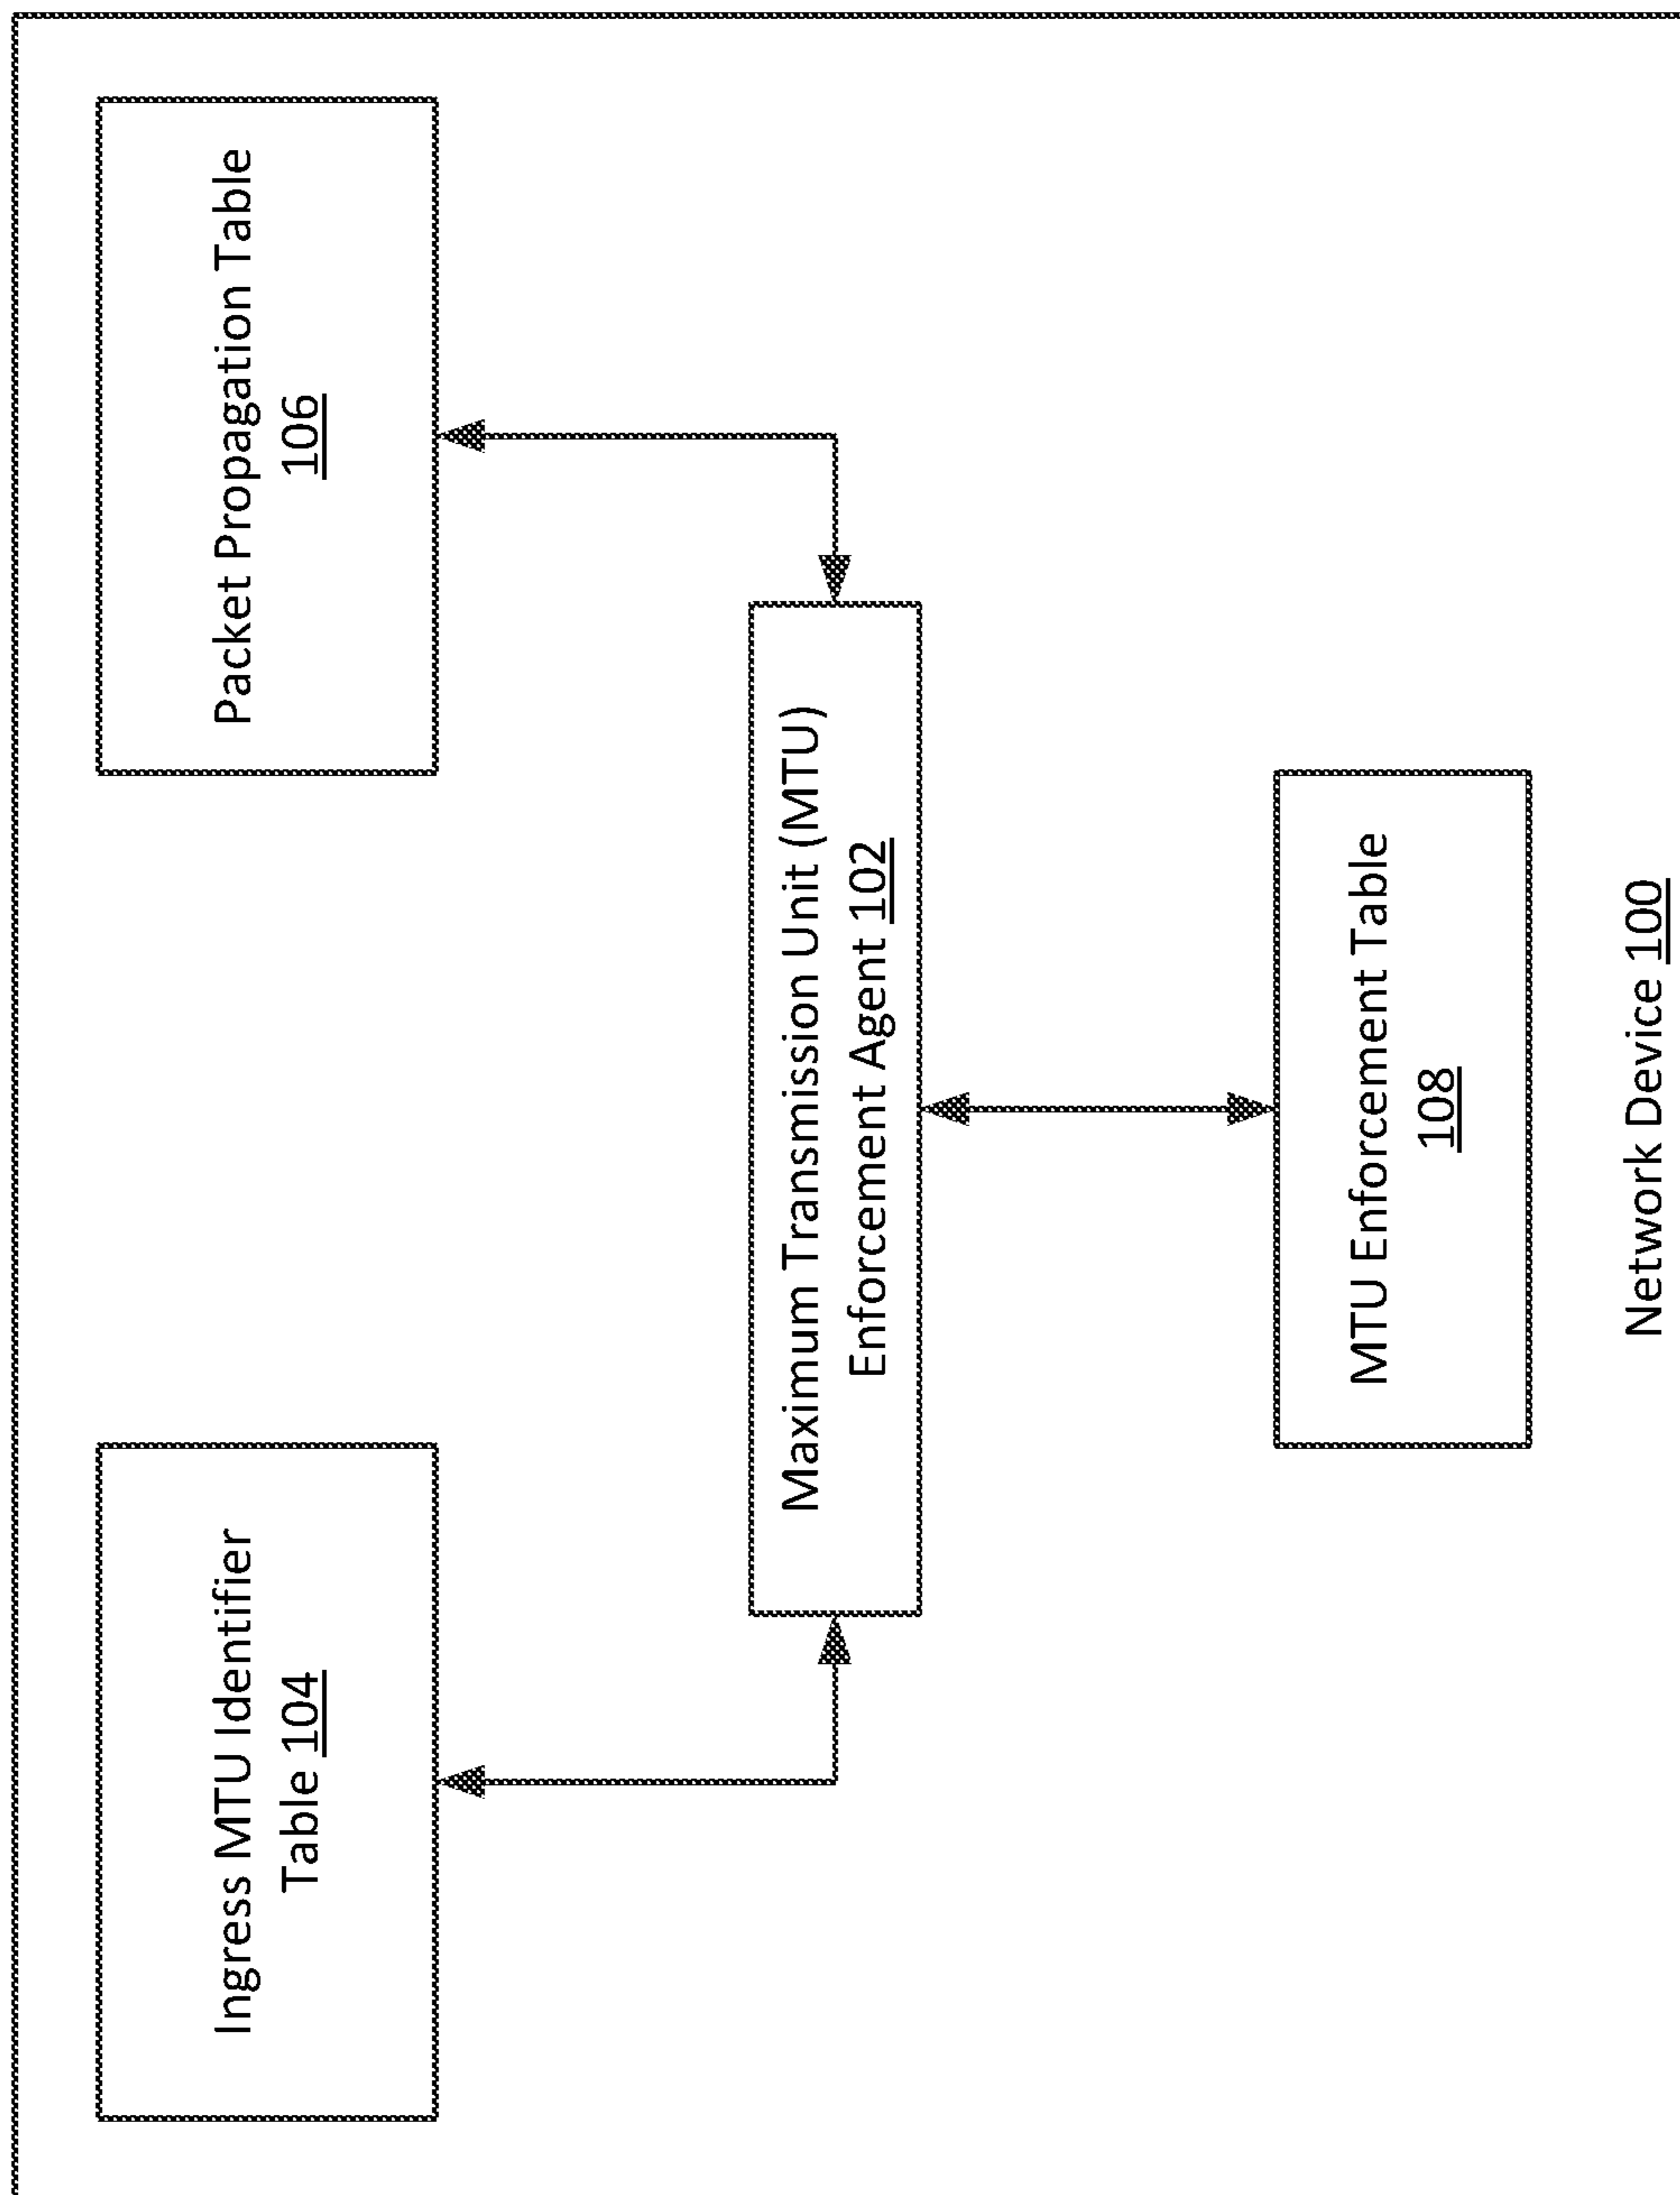 Ingress MTU Identifier
Table 104
Packet Propagation Table
106
Maximum Transmission Unit (MTU)
Enforcement Agent 102
MTU Enforcement Table
108
Network Device 100